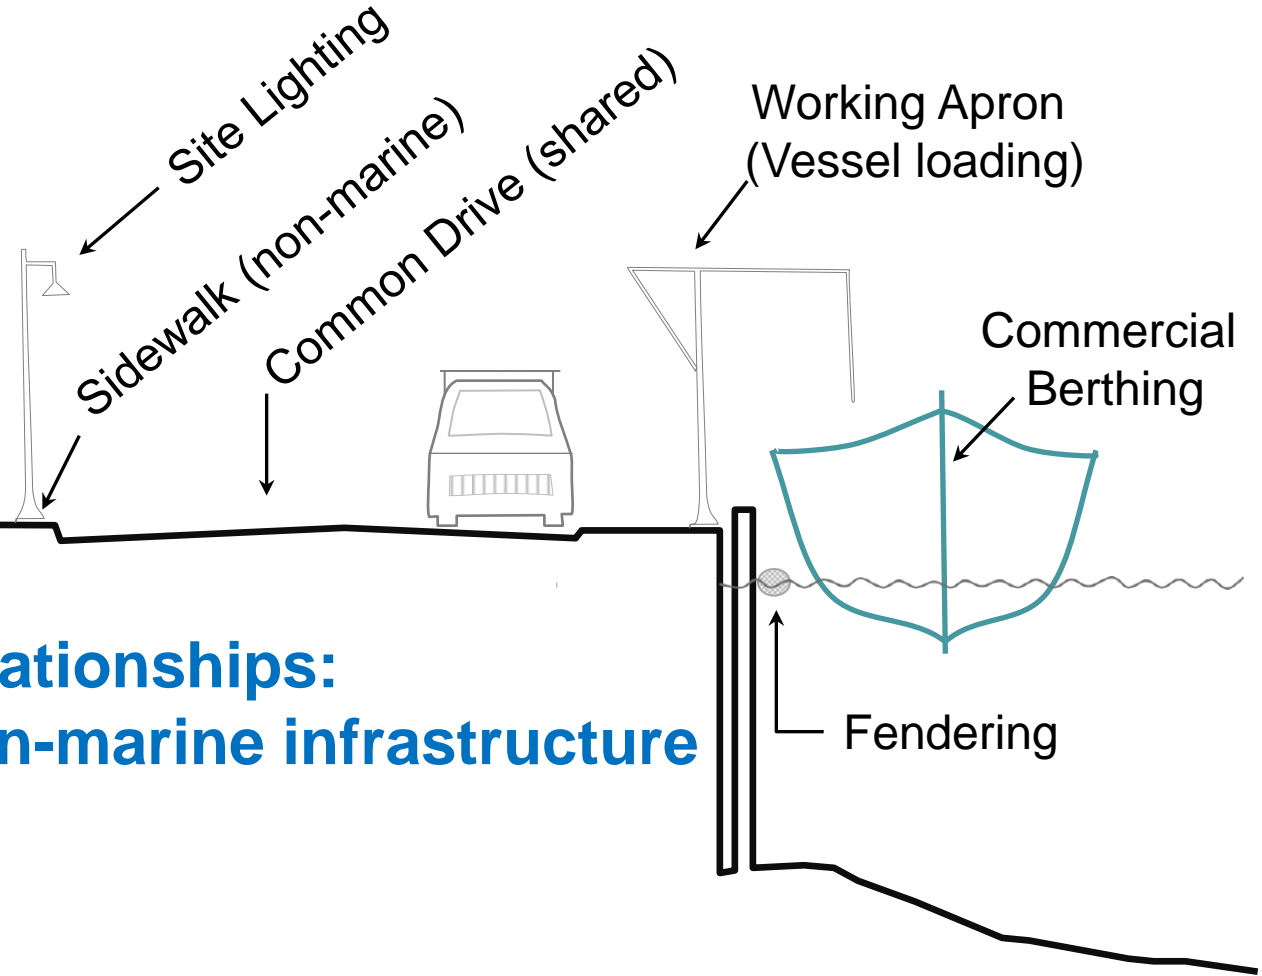 Site Lighting
Sidewalk (non-marine)
Common Drive (shared)
Working Apron
(Vessel loading)
Commercial
Berthing
ationships:
n-marine infrastructure
Fendering